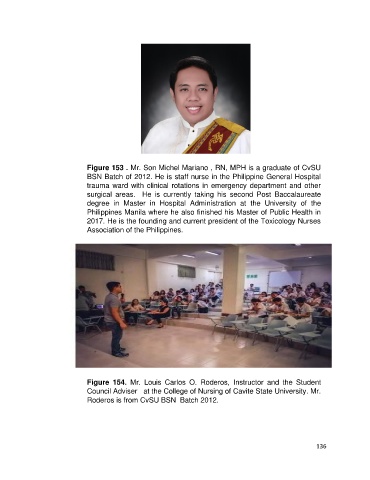 Figure 153 . Mr. Son Michel Mariano , RN, MPH is a graduate of CvSU
BSN Batch of 2012. He is staff nurse in the Philippine General Hospital
trauma ward with clinical rotations in emergency department and other
surgical areas. He is currently taking his second Post Baccalaureate
degree in Master in Hospital Administration at the University of the
Philippines Manila where he also finished his Master of Public Health in
2017. He is the founding and current president of the Toxicology Nurses
Association of the Philippines.
Figure 154. Mr. Louis Carlos O. Roderos, Instructor and the Student
Council Adviser at the College of Nursing of Cavite State University. Mr.
Roderos is from CvSU BSN Batch 2012.
136